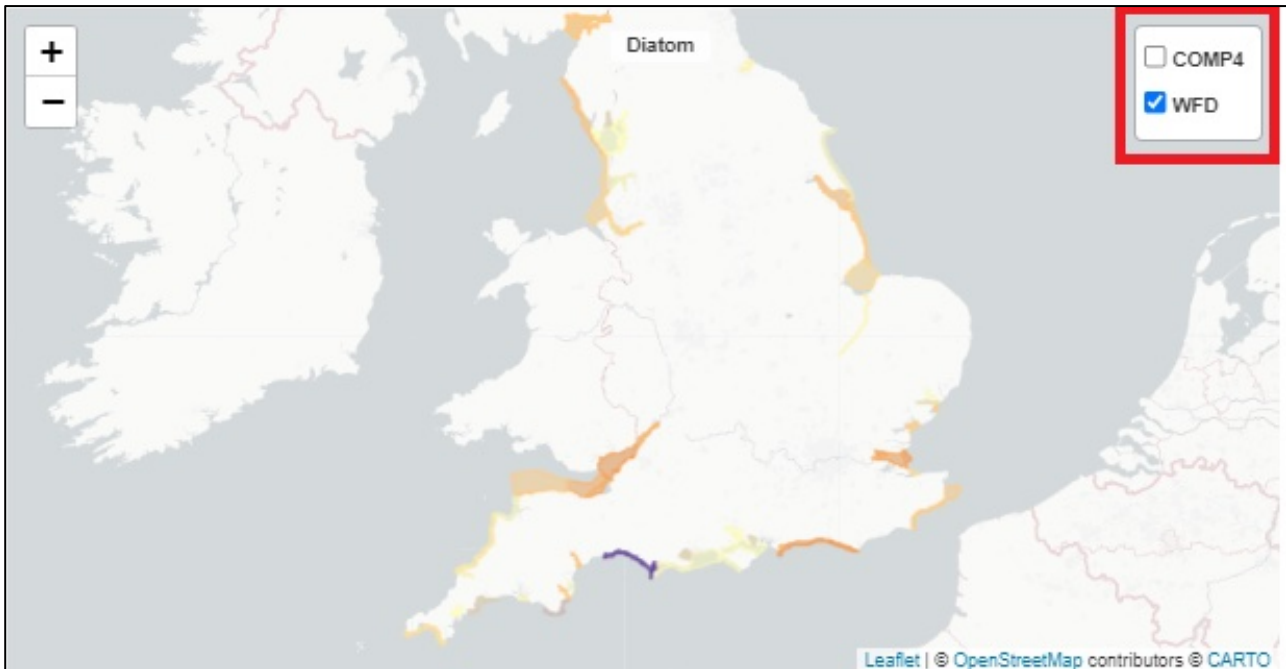 +
−
Diatom
COMP4
WFD
Leaflet | © OpenStreetMap contributors © CARTO